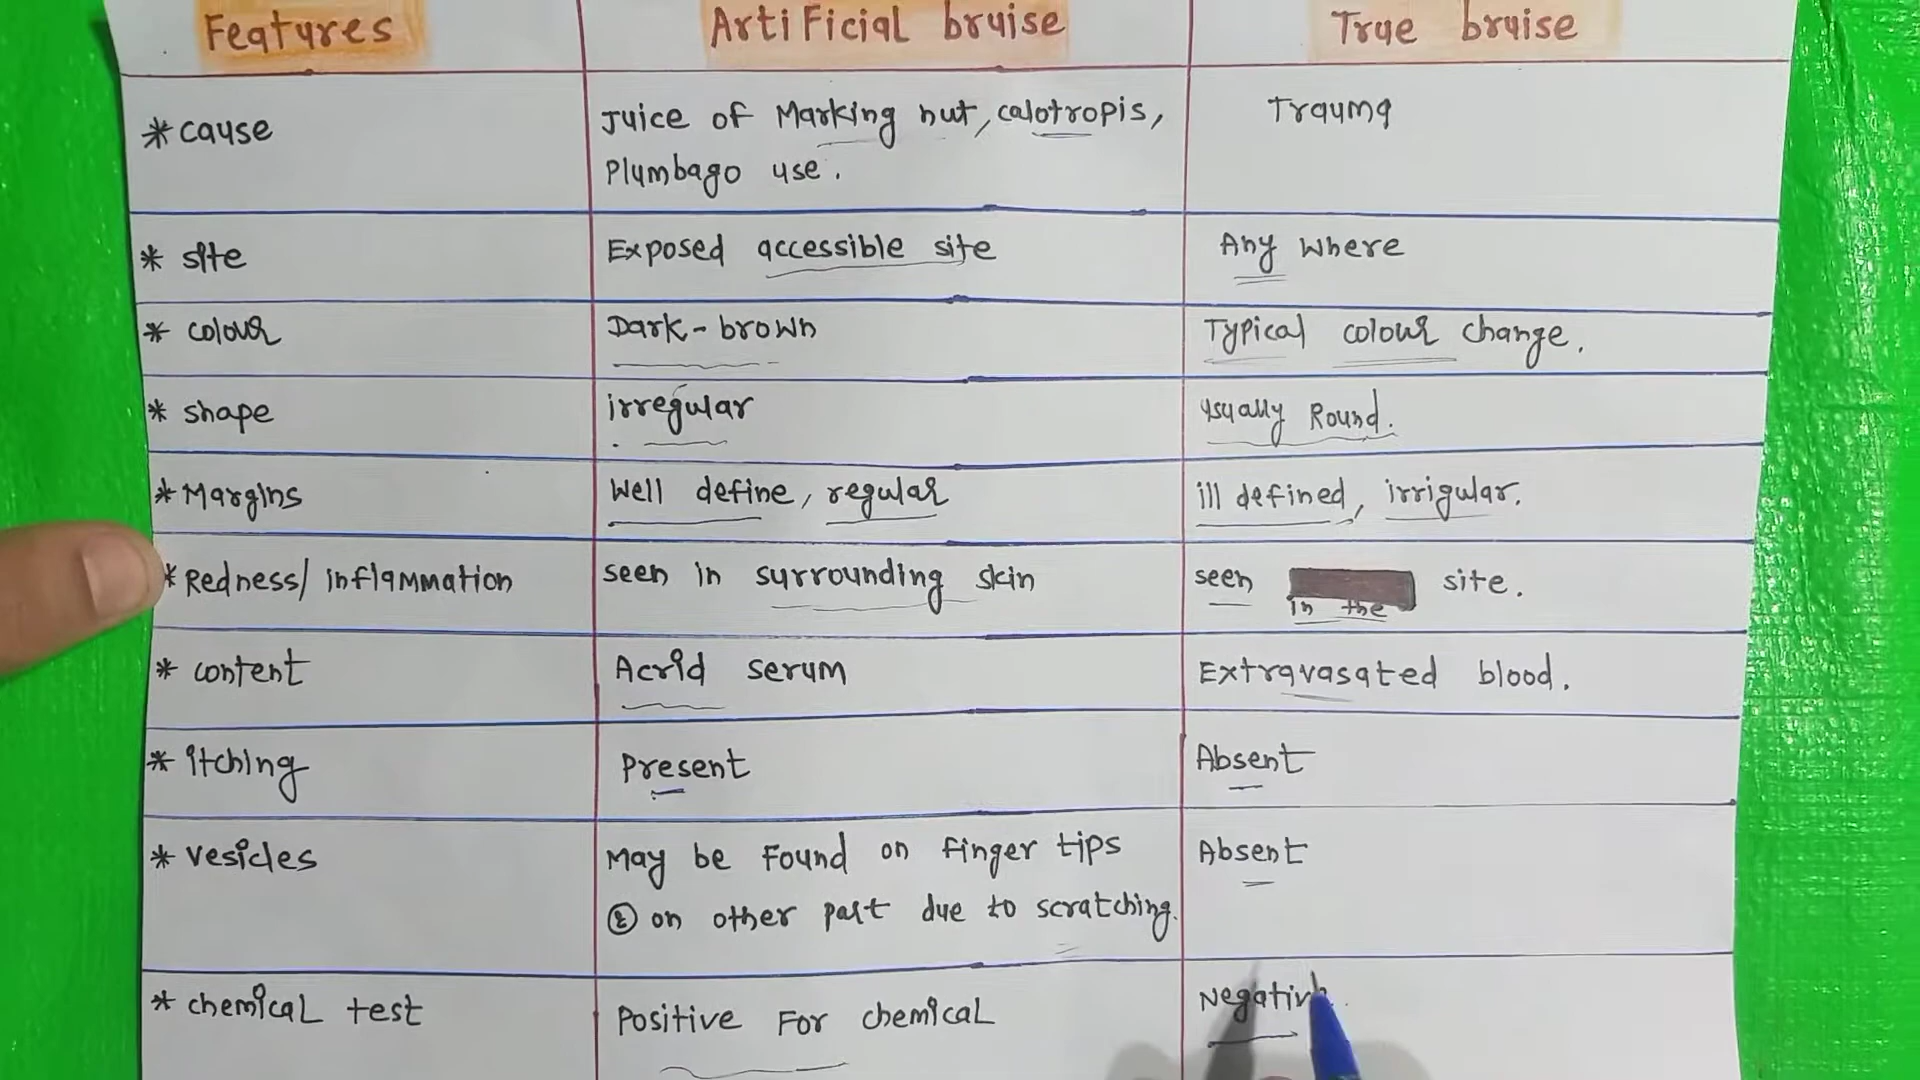 Features Artificial bruise True bruise
* cause Juice of Marking nut, calotropis, Trauma
Plumbago use.
* site Exposed accessible site Any where
* colour Dark-brown Typical colour change.
* shape irregular usually Round.
* Margins Well define, regular ill defined, irrigular.
* Redness/ inflammation seen in surrounding skin seen in the site.
* content Acrid serum Extravasated blood.
* itching Present Absent
* vesicles May be Found on finger tips Absent
& on other part due to scratching.
* chemical test Positive For chemical